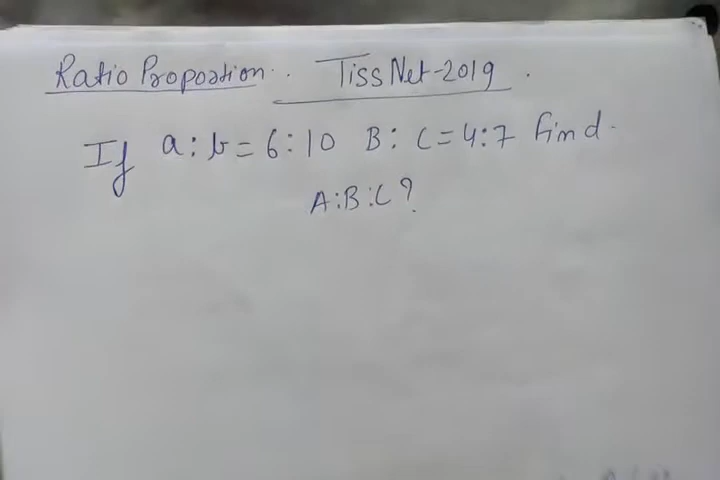 Ratio Proportion.. TissNet-2019.
If a:b=6:10 B:C=4:7 find.
A:B:C?